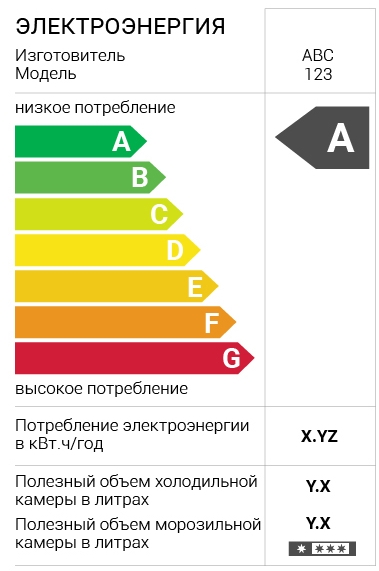 ЭЛЕКТРОЭНЕРГИЯ
Изготовитель ABC
Модель 123
низкое потребление
A A
B
C
D
E
F
G
высокое потребление
Потребление электроэнергии
в кВт.ч/год X.YZ
Полезный объем холодильной
камеры в литрах Y.X
Полезный объем морозильной
камеры в литрах Y.X